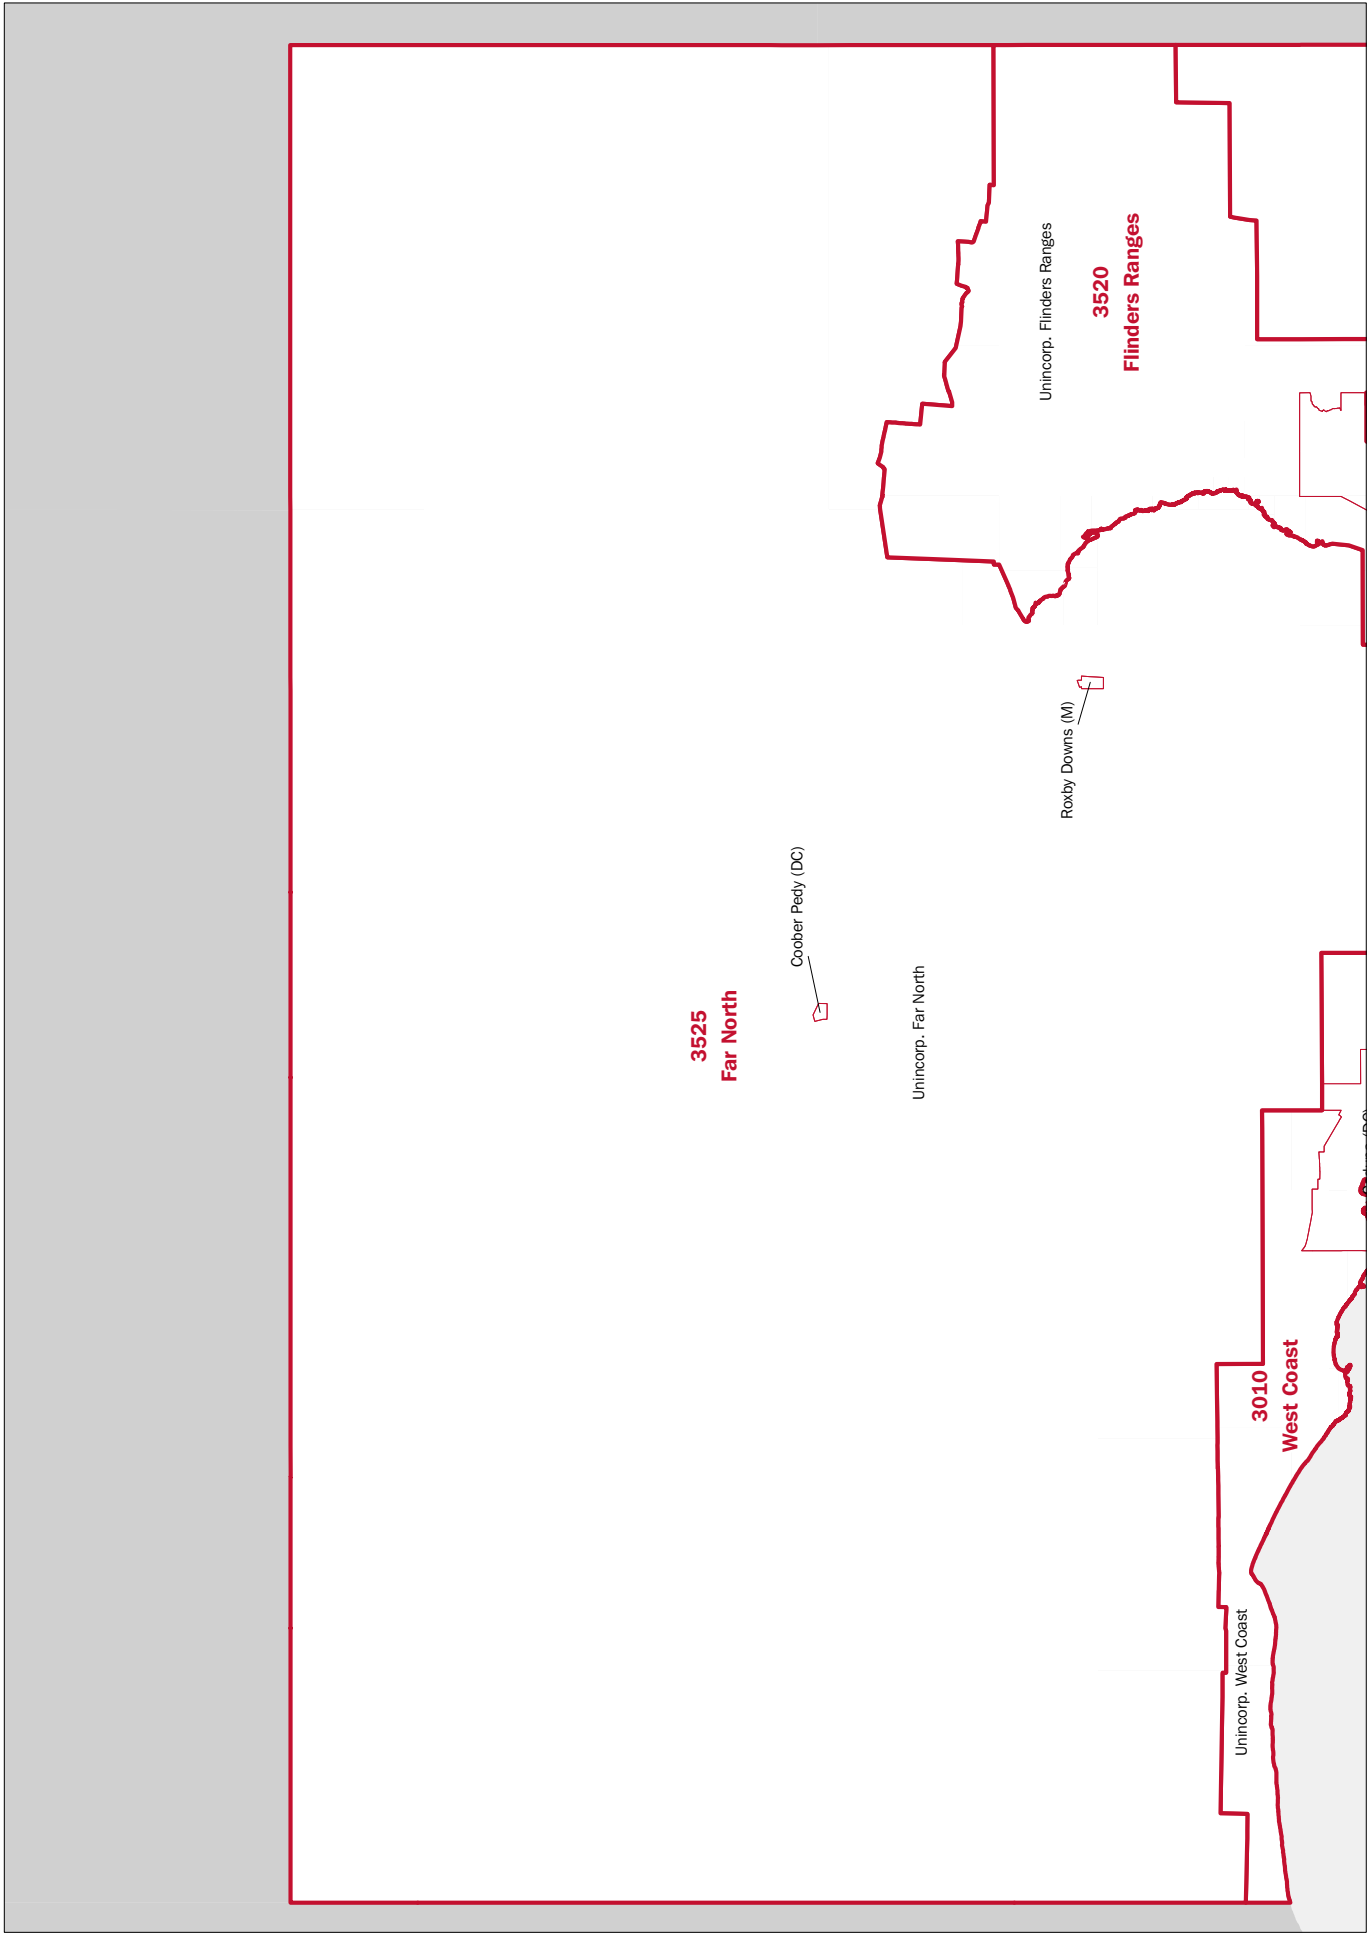 3525
Far North
Coober Pedy (DC)
Unincorp. Far North
Unincorp. Flinders Ranges
Roxby Downs (M)
3520
Flinders Ranges
Unincorp. West Coast
3010
West Coast